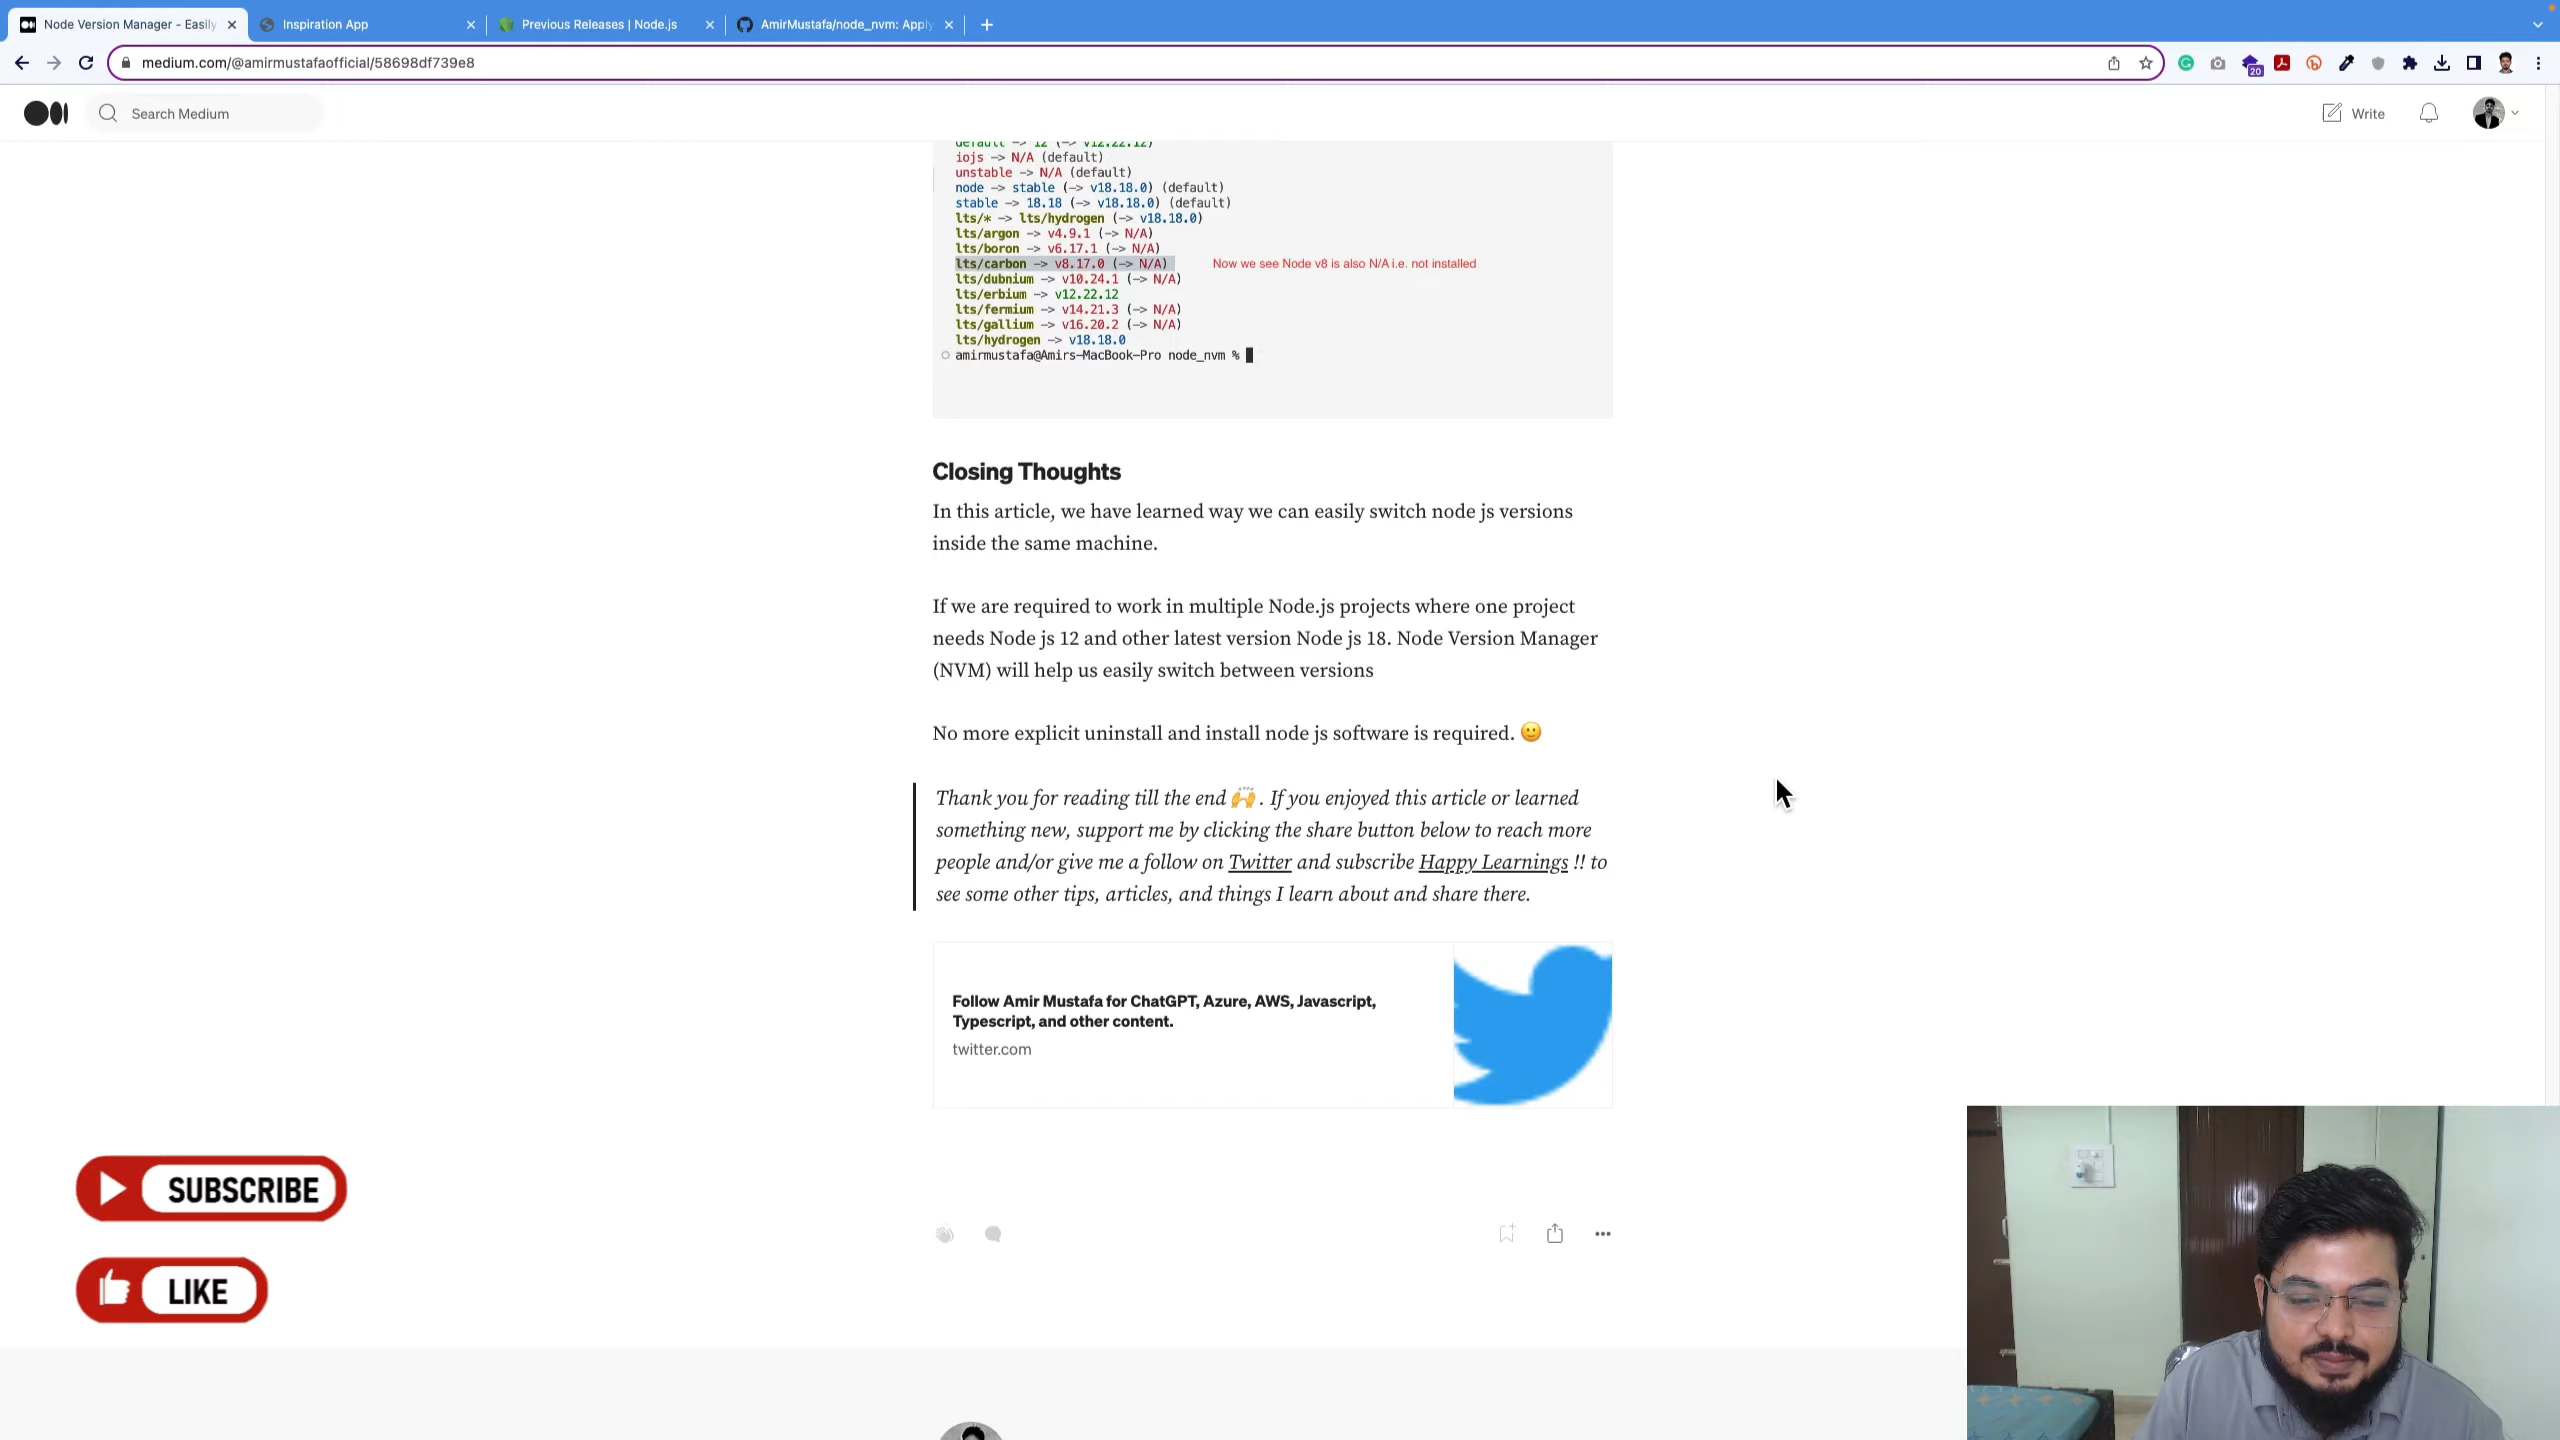 Node Version Manager - Easily
Inspiration App
Previous Releases | Node.js
AmirMustafa/node_nvm: Apply
medium.com/@amirmustafaofficial/58698df739e8
20
Search Medium
Write
default -> 12 (-> v12.22.12)
iojs -> N/A (default)
unstable -> N/A (default)
node -> stable (-> v18.18.0) (default)
stable -> 18.18 (-> v18.18.0) (default)
lts/* -> lts/hydrogen (-> v18.18.0)
lts/argon -> v4.9.1 (-> N/A)
lts/boron -> v6.17.1 (-> N/A)
lts/carbon -> v8.17.0 (-> N/A) Now we see Node v8 is also N/A i.e. not installed
lts/dubnium -> v10.24.1 (-> N/A)
lts/erbium -> v12.22.12
lts/fermium -> v14.21.3 (-> N/A)
lts/gallium -> v16.20.2 (-> N/A)
lts/hydrogen -> v18.18.0
amirmustafa@Amirs-MacBook-Pro node_nvm %
Closing Thoughts
In this article, we have learned way we can easily switch node js versions
inside the same machine.
If we are required to work in multiple Node.js projects where one project
needs Node js 12 and other latest version Node js 18. Node Version Manager
(NVM) will help us easily switch between versions
No more explicit uninstall and install node js software is required. 🙂
Thank you for reading till the end 🙌 . If you enjoyed this article or learned
something new, support me by clicking the share button below to reach more
people and/or give me a follow on Twitter and subscribe Happy Learnings !! to
see some other tips, articles, and things I learn about and share there.
Follow Amir Mustafa for ChatGPT, Azure, AWS, Javascript,
Typescript, and other content.
twitter.com
SUBSCRIBE
LIKE